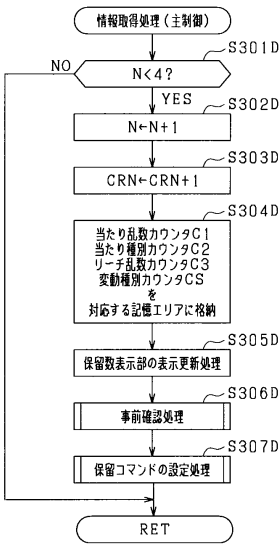 情報取得処理(主制御)
S301D
N<4?
NO
YES
S302D
N←N+1
S303D
CRN←CRN+1
S304D
当たり乱数カウンタC1
当たり種別カウンタC2
リーチ乱数カウンタC3
変動種別カウンタCS
を
対応する記憶エリアに格納
S305D
保留数表示部の表示更新処理
S306D
事前確認処理
S307D
保留コマンドの設定処理
RET